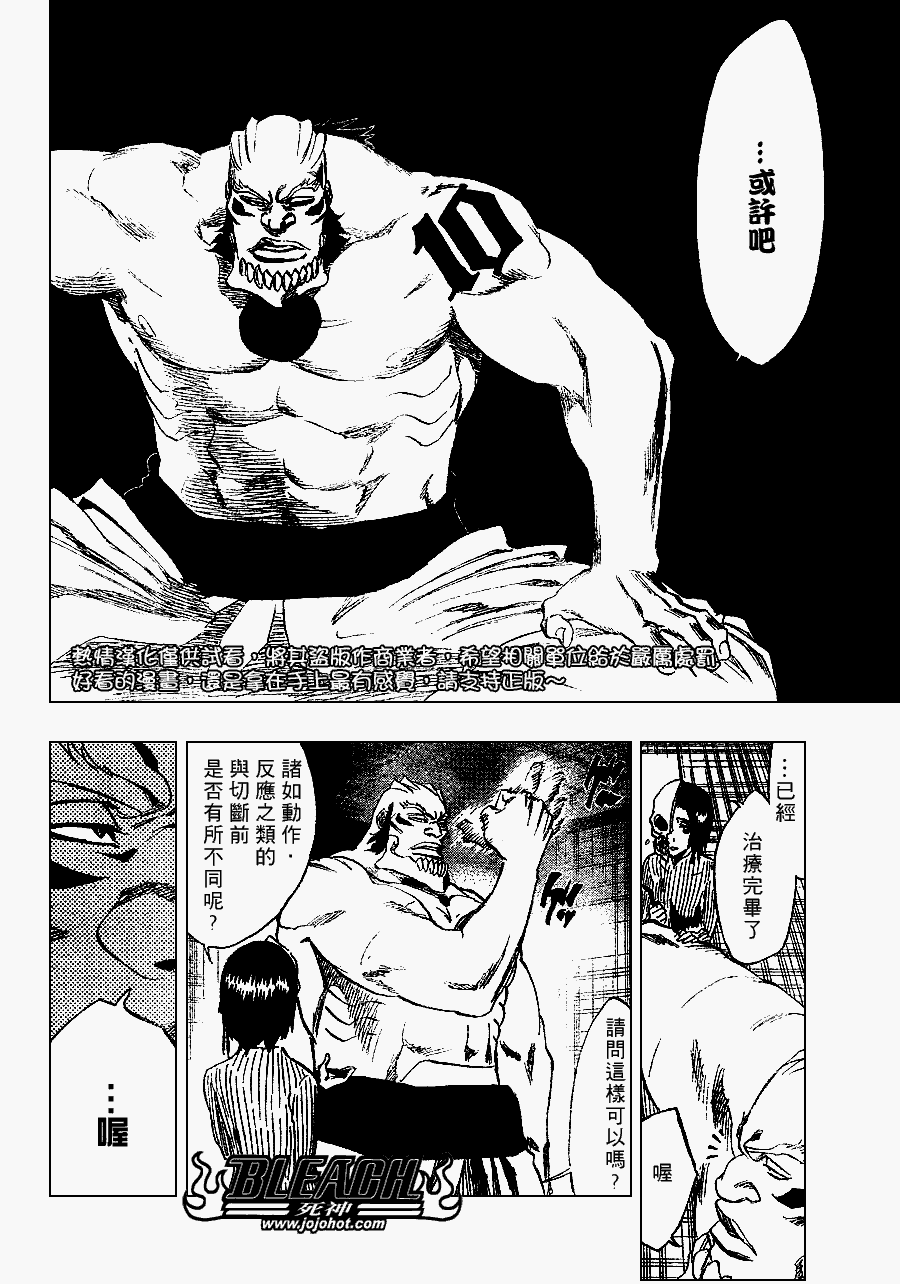 …或許吧
10
熱情漢化僅供試看，將其盜版作商業者，希望相關單位給於嚴厲處罰
好看的漫畫，還是拿在手上最有感覺，請支持正版～
…已經
治療完畢了
喔
請問這樣可以嗎？
諸如動作．
反應之類的
與切斷前
是否有所不同呢？
…喔
BLEACH
死神
www.jojohot.com